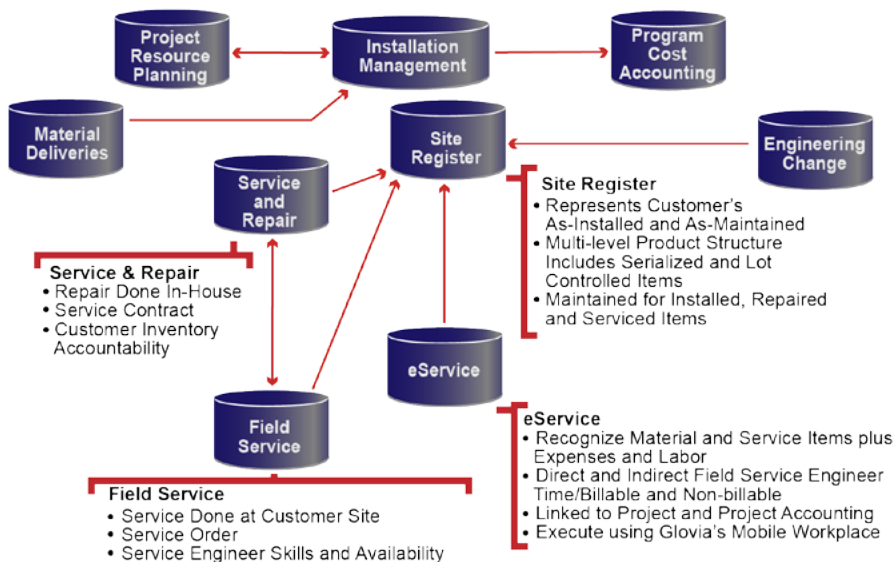 Project
Resource
Planning
Installation
Management
Program
Cost
Accounting
Material
Deliveries
Site
Register
Engineering
Change
Service
and
Repair
Site Register
• Represents Customer's
As-Installed and As-Maintained
• Multi-level Product Structure
Includes Serialized and Lot
Controlled Items
• Maintained for Installed, Repaired
and Serviced Items
Service & Repair
• Repair Done In-House
• Service Contract
• Customer Inventory
Accountability
eService
Field
Service
eService
• Recognize Material and Service Items plus
Expenses and Labor
• Direct and Indirect Field Service Engineer
Time/Billable and Non-billable
• Linked to Project and Project Accounting
• Execute using Glovia's Mobile Workplace
Field Service
• Service Done at Customer Site
• Service Order
• Service Engineer Skills and Availability